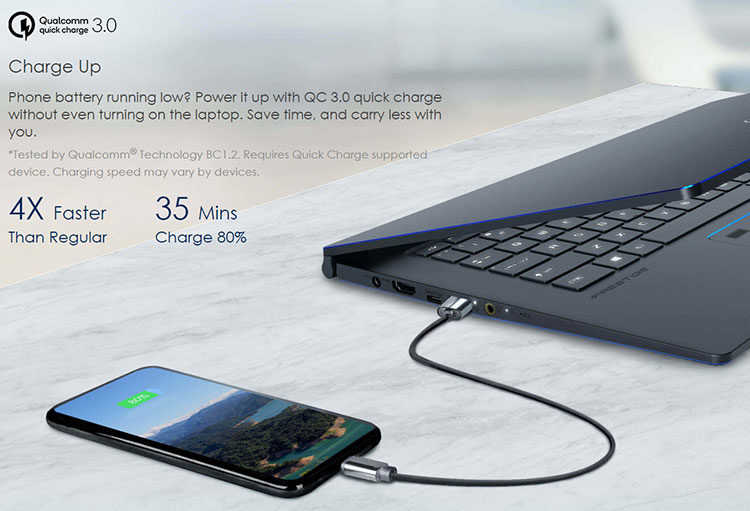 Qualcomm
quick charge 3.0
Charge Up
Phone battery running low? Power it up with QC 3.0 quick charge
without even turning on the laptop. Save time, and carry less with
you.
*Tested by Qualcomm® Technology BC1.2. Requires Quick Charge supported
device. Charging speed may vary by devices.
4X Faster
Than Regular
35 Mins
Charge 80%
PRESTIGE
80%